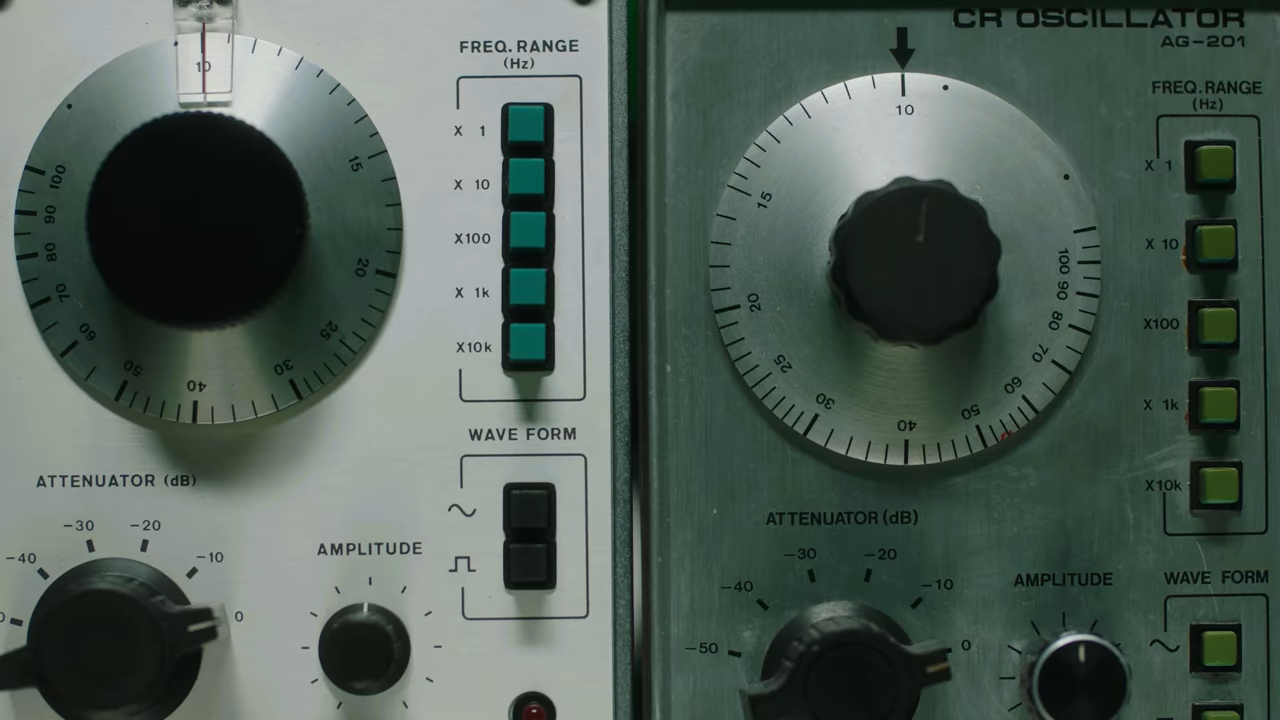 10
15
20
25
30
40
50
60
70
80
90
100
FREQ. RANGE
(Hz)
X 1
X 10
X100
X 1k
X10k
WAVE FORM
ATTENUATOR (dB)
-40
-30
-20
-10
0
AMPLITUDE
CR OSCILLATOR
AG-201
10
15
20
25
30
40
50
60
70
80
90
100
FREQ. RANGE
(Hz)
X 1
X 10
X100
X 1k
X10k
ATTENUATOR (dB)
-50
-40
-30
-20
-10
0
AMPLITUDE
WAVE FORM